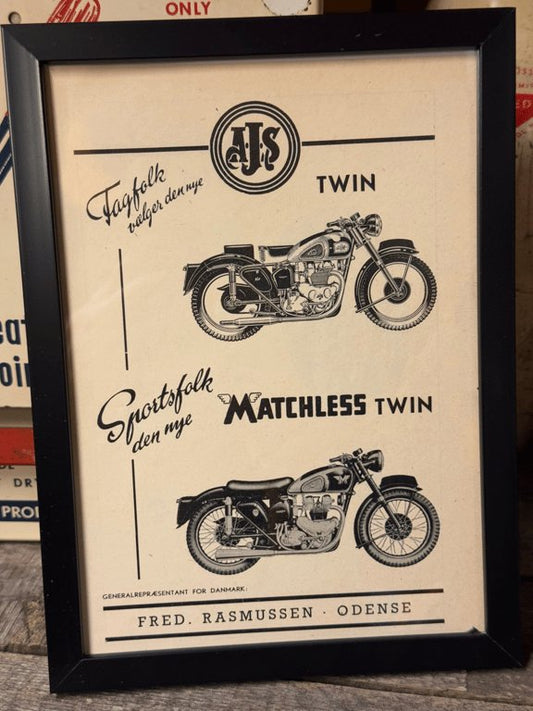 ONLY
AJS
TWIN
Fagfolk
vælger den nye
Sportsfolk
den nye
MATCHLESS TWIN
GENERALREPRÆSENTANT FOR DANMARK:
FRED. RASMUSSEN · ODENSE